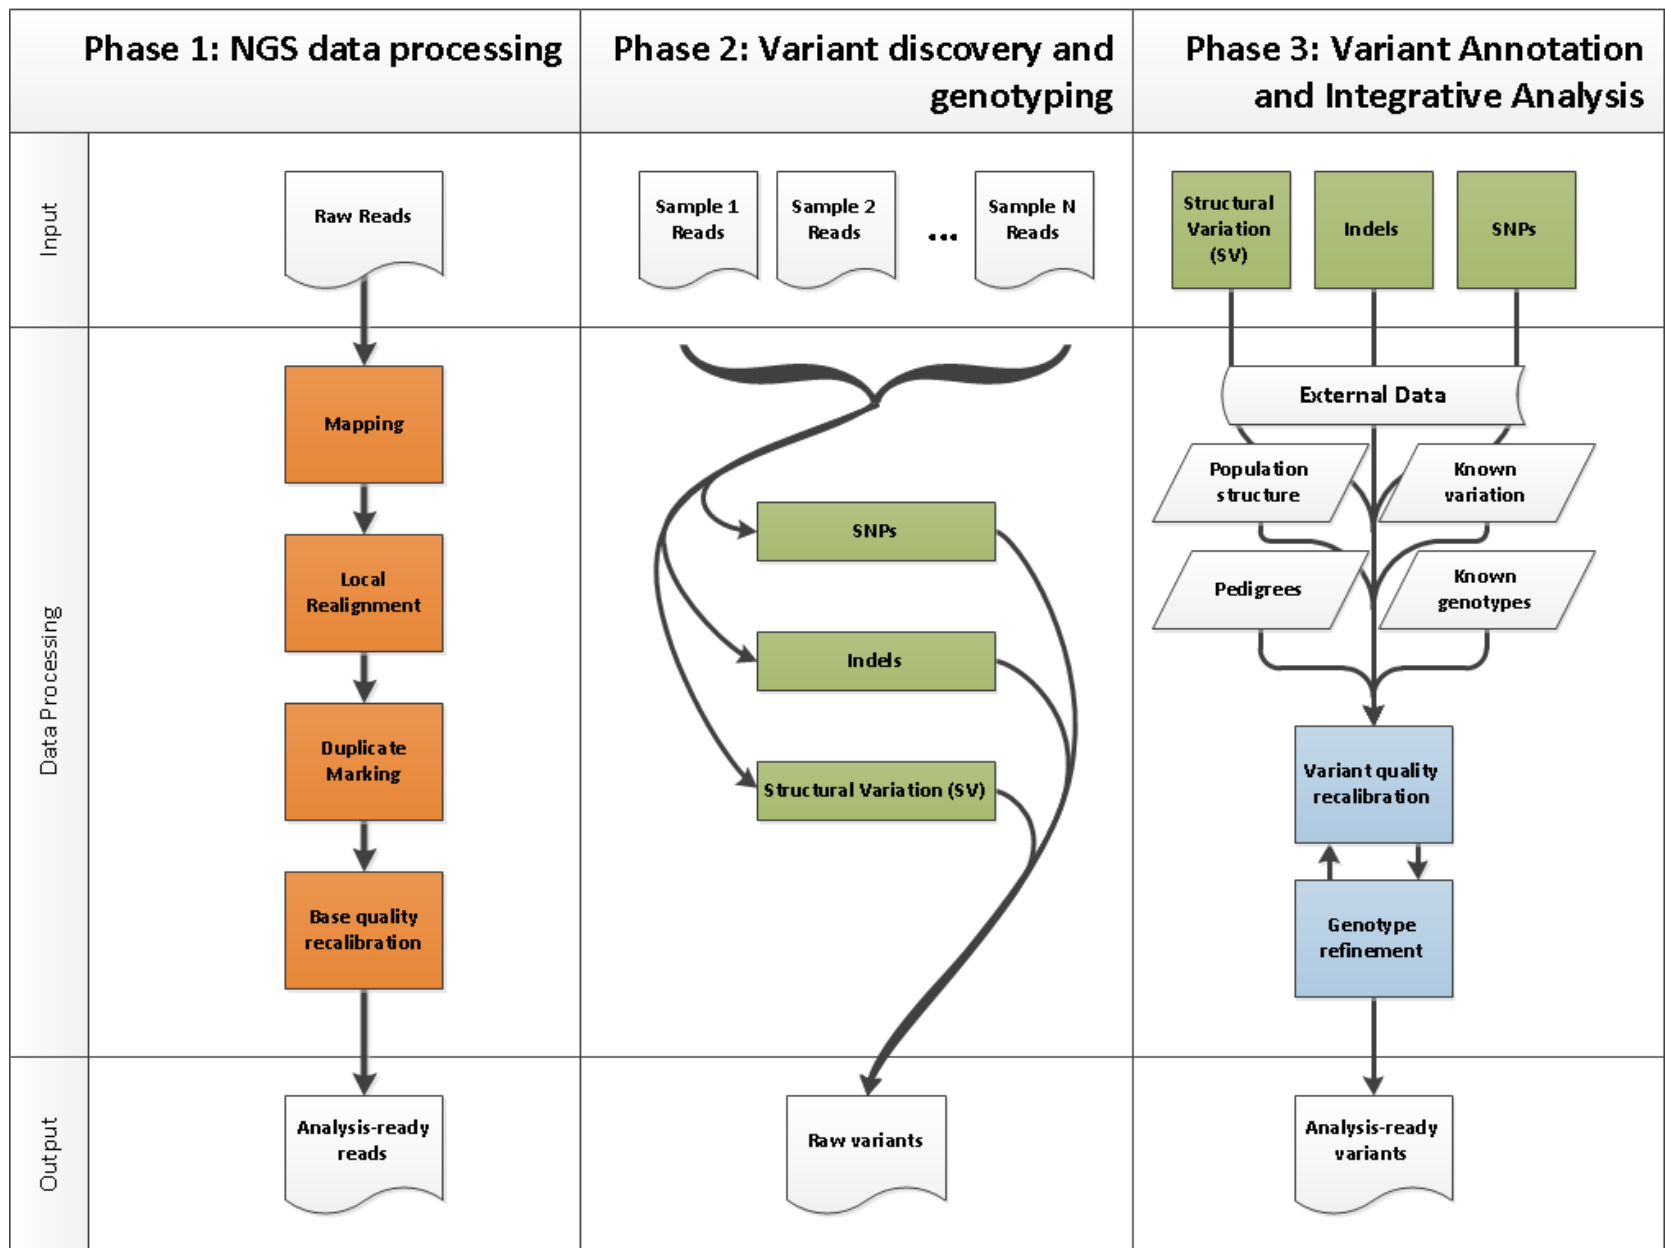 Phase 1: NGS data processing
Phase 2: Variant discovery and
genotyping
Phase 3: Variant Annotation
and Integrative Analysis
Input
Raw Reads
Sample 1
Reads
Sample 2
Reads
...
Sample N
Reads
Structural
Variation
(SV)
Indels
SNPs
Data Processing
Mapping
Local
Realignment
Duplicate
Marking
Base quality
recalibration
SNPs
Indels
Structural Variation (SV)
External Data
Population
structure
Known
variation
Pedigrees
Known
genotypes
Variant quality
recalibration
Genotype
refinement
Output
Analysis-ready
reads
Raw variants
Analysis-ready
variants